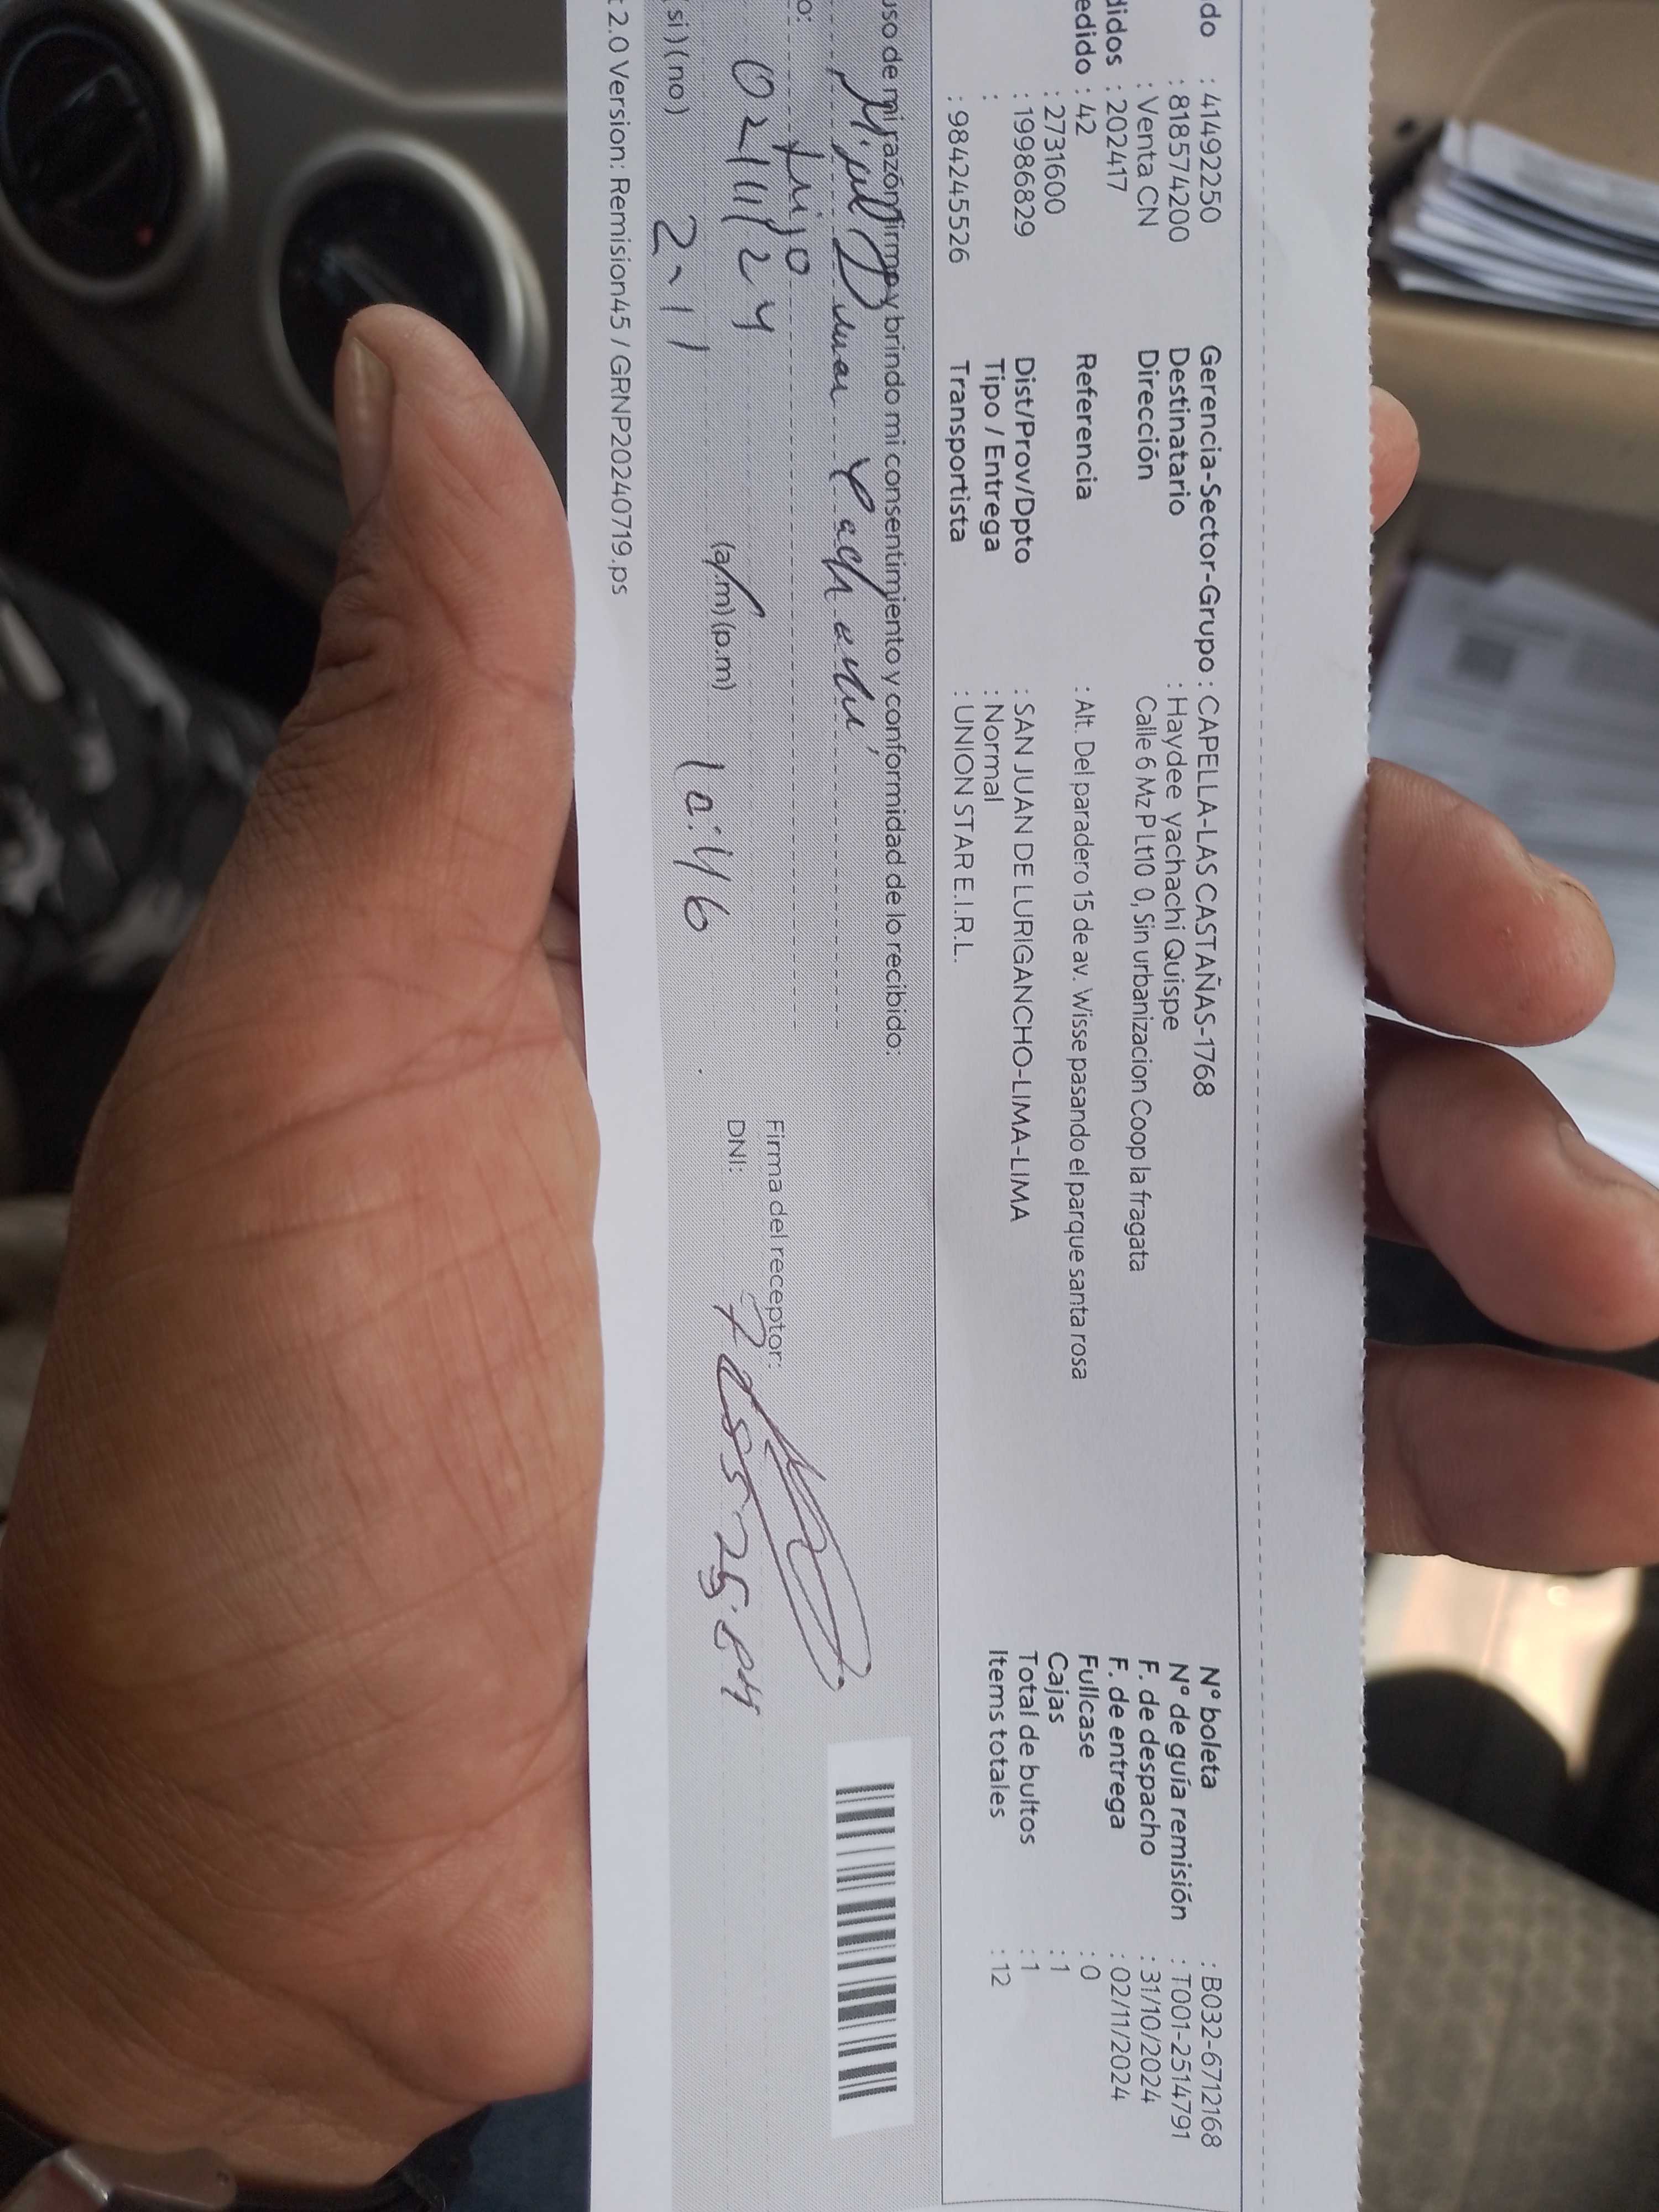 do : 41492250 Gerencia-Sector-Grupo : CAPELLA-LAS CASTAÑAS-1768 N° boleta : B032-6712168
: 818574200 Destinatario : Haydee yachachi Quispe N° de guía remisión : T001-2514791
: Venta CN Dirección Calle 6 Mz P Lt10 0, Sin urbanizacion Coop la fragata F. de despacho : 31/10/2024
didos : 202417 F. de entrega : 02/11/2024
edido : 42 Referencia : Alt. Del paradero 15 de av. Wisse pasando el parque santa rosa Fullcase : 0
: 2731600 Cajas : 1
: 19986829 Dist/Prov/Dpto : SAN JUAN DE LURIGANCHO-LIMA-LIMA Total de bultos : 1
: Tipo / Entrega : Normal Items totales : 12
: 984245526 Transportista : UNION STAR E.I.R.L.
uso de mi razón firmo y brindo mi consentimiento y conformidad de lo recibido:
o: Hijo Firma del receptor:
02/11/24 (a.m) (p.m) 10:46 DNI:
si) (no) 2-11
t 2.0 Version: Remision45 / GRNP20240719.ps